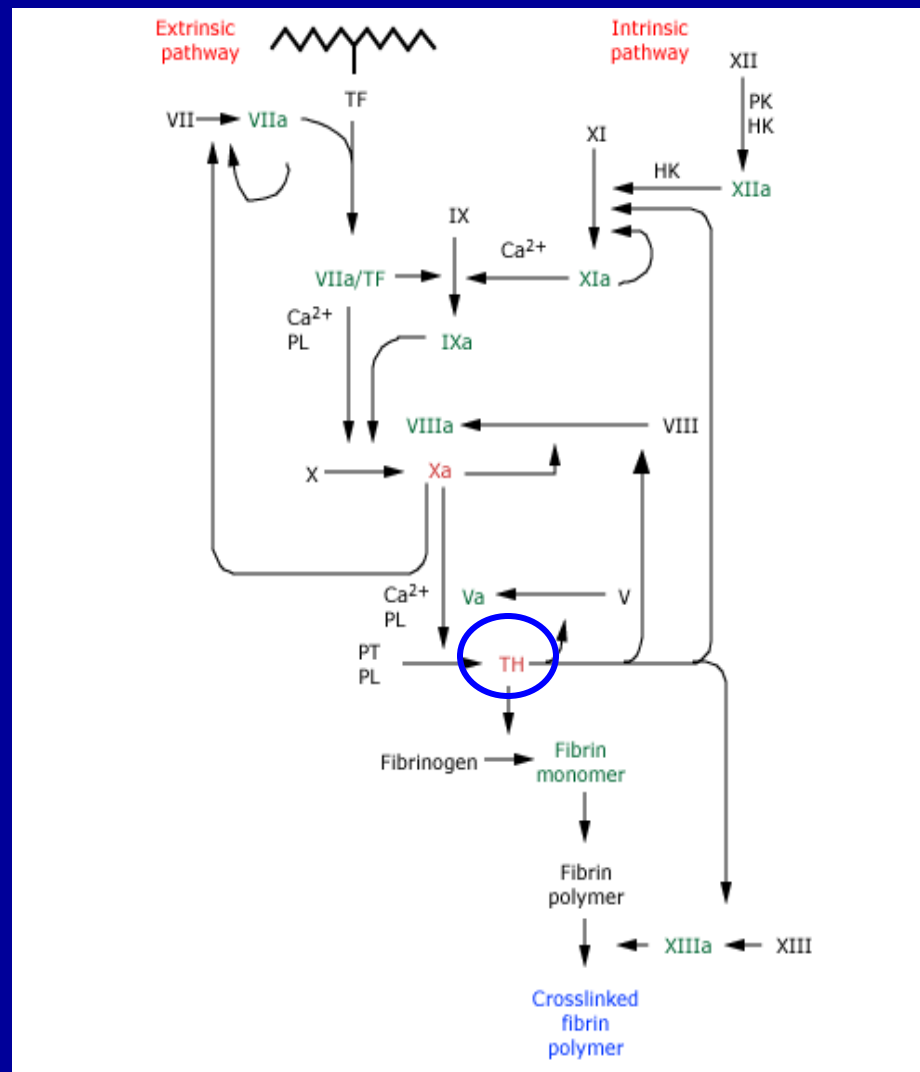 Extrinsic
pathway
Intrinsic
pathway
XII
TF
PK
HK
VII
VIIa
XI
HK
XIIa
IX
Ca2+
VIIa/TF
XIa
Ca2+
PL
IXa
VIIIa
VIII
X
Xa
Ca2+
PL
Va
V
PT
PL
TH
Fibrinogen
Fibrin
monomer
Fibrin
polymer
XIIIa
XIII
Crosslinked
fibrin
polymer